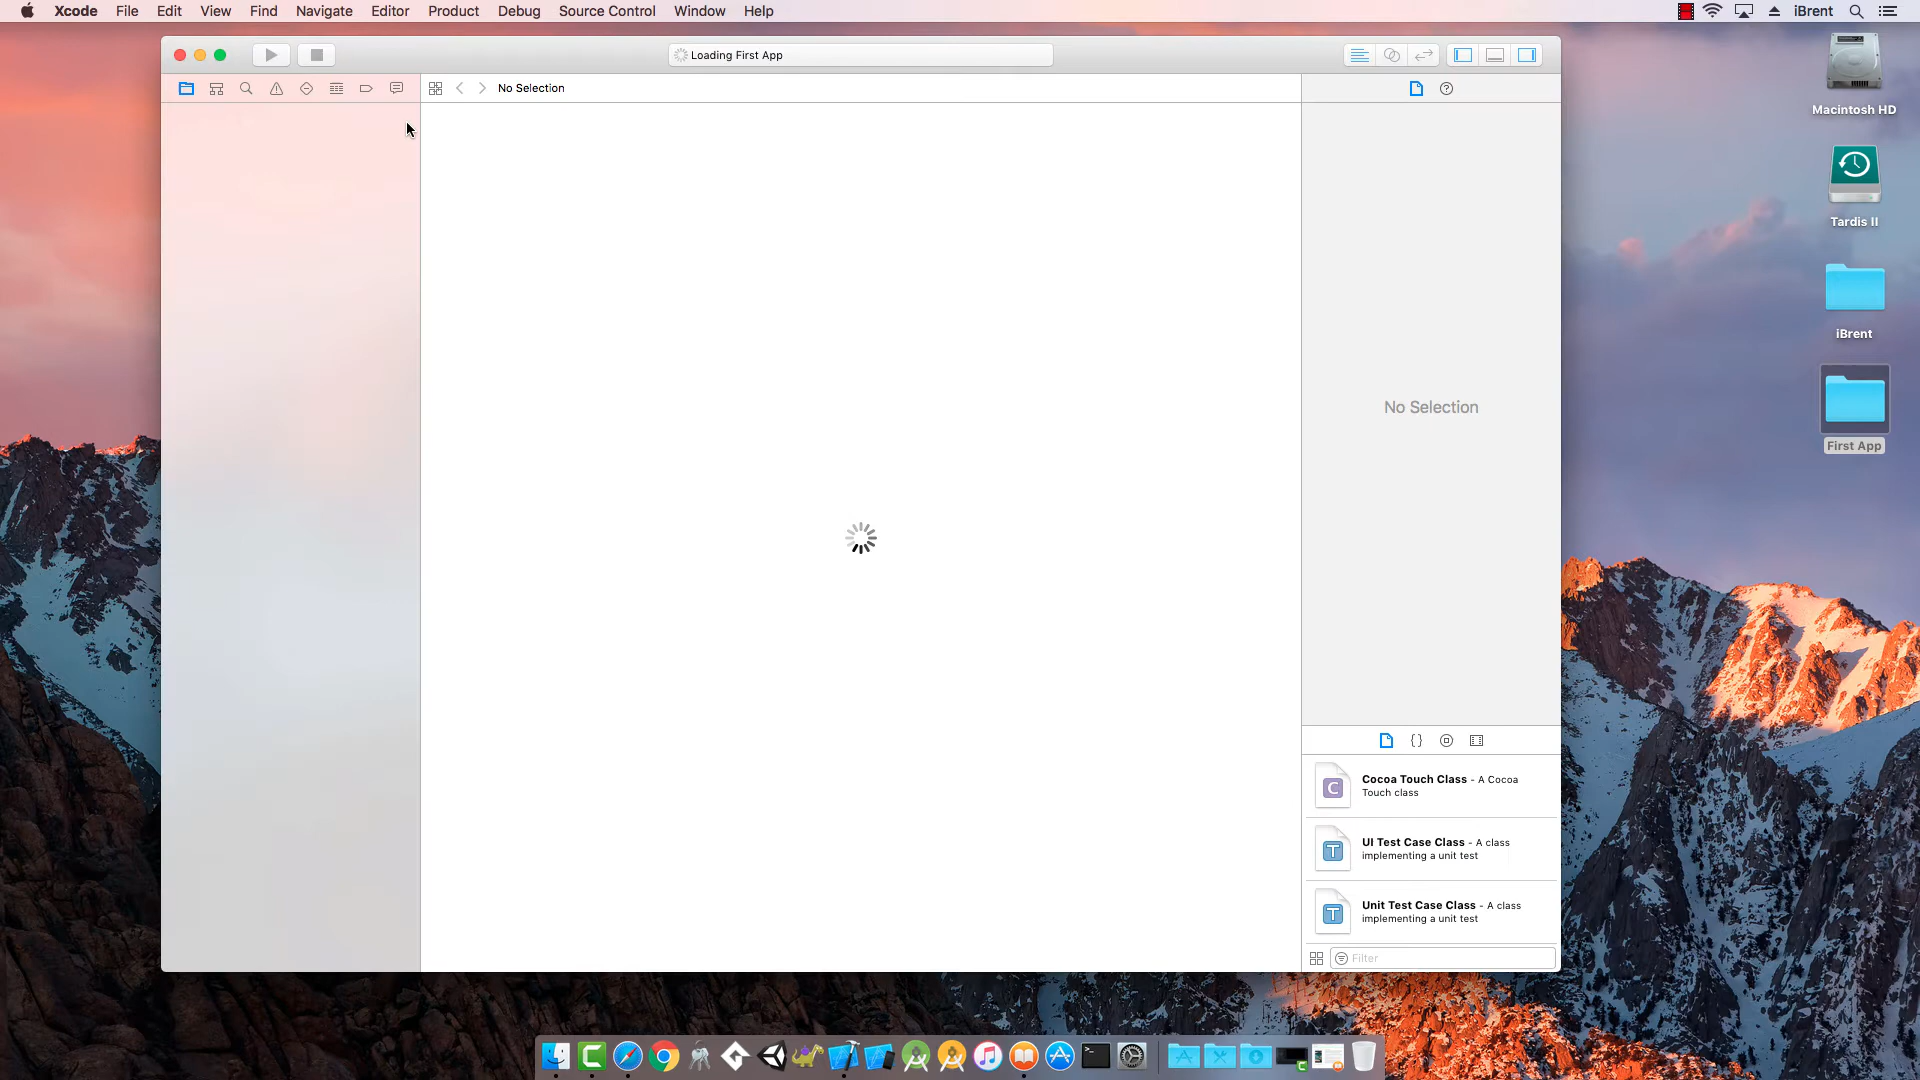 Xcode File Edit View Find Navigate Editor Product Debug Source Control Window Help iBrent
Loading First App
No Selection
Macintosh HD
Tardis II
iBrent
First App
No Selection
Cocoa Touch Class - A Cocoa
Touch class
UI Test Case Class - A class
implementing a unit test
Unit Test Case Class - A class
implementing a unit test
Filter